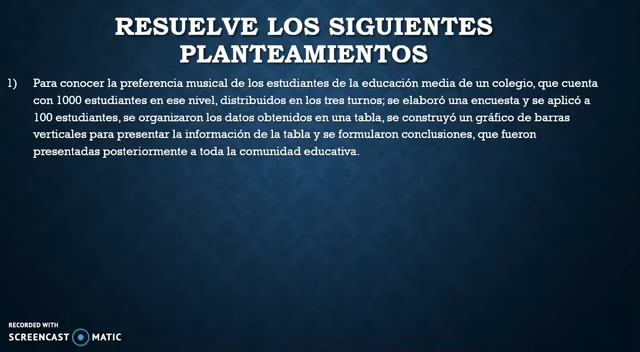 RESUELVE LOS SIGUIENTES
PLANTEAMIENTOS
1) Para conocer la preferencia musical de los estudiantes de la educación media de un colegio, que cuenta
con 1000 estudiantes en ese nivel, distribuidos en los tres turnos; se elaboró una encuesta y se aplicó a
100 estudiantes, se organizaron los datos obtenidos en una tabla, se construyó un gráfico de barras
verticales para presentar la información de la tabla y se formularon conclusiones, que fueron
presentadas posteriormente a toda la comunidad educativa.
RECORDED WITH
SCREENCAST MATIC